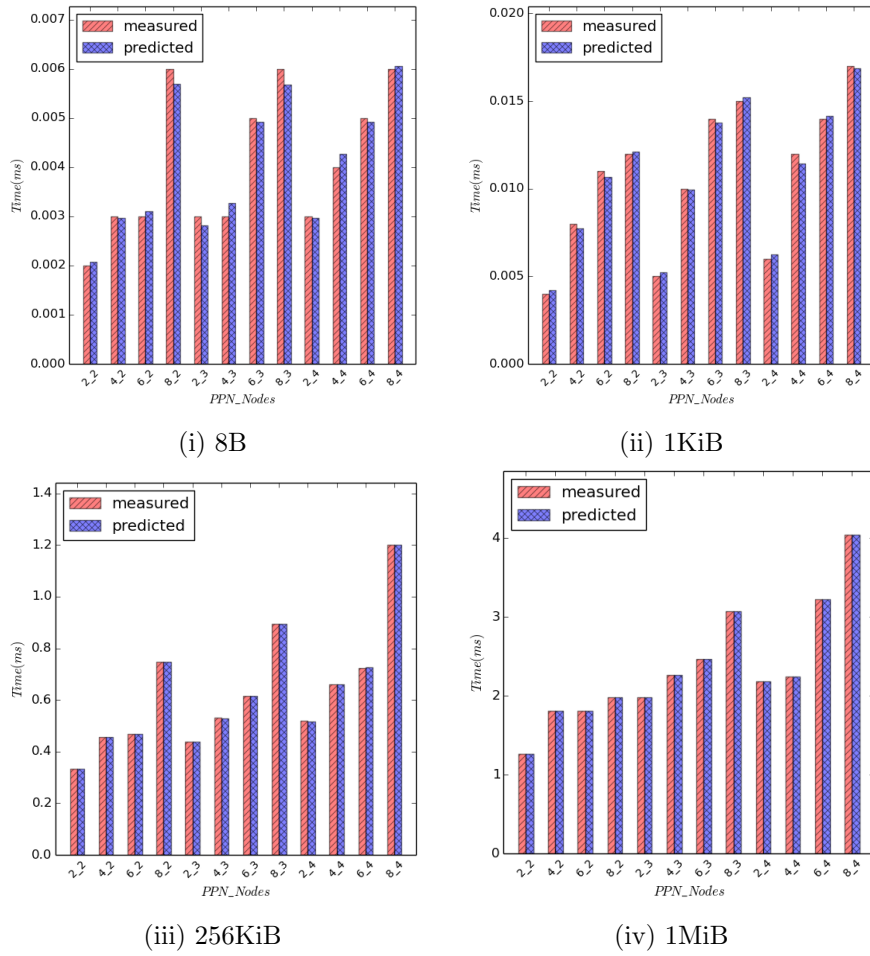 0.007
0.006
0.005
0.004
0.003
0.002
0.001
0.000
Time(ms)
measured
predicted
2_2 4_2 6_2 8_2 2_3 4_3 6_3 8_3 2_4 4_4 6_4 8_4
PPN_Nodes
(i) 8B
0.020
0.015
0.010
0.005
0.000
Time(ms)
measured
predicted
2_2 4_2 6_2 8_2 2_3 4_3 6_3 8_3 2_4 4_4 6_4 8_4
PPN_Nodes
(ii) 1KiB
1.4
1.2
1.0
0.8
0.6
0.4
0.2
0.0
Time(ms)
measured
predicted
2_2 4_2 6_2 8_2 2_3 4_3 6_3 8_3 2_4 4_4 6_4 8_4
PPN_Nodes
(iii) 256KiB
4
3
2
1
0
Time(ms)
measured
predicted
2_2 4_2 6_2 8_2 2_3 4_3 6_3 8_3 2_4 4_4 6_4 8_4
PPN_Nodes
(iv) 1MiB